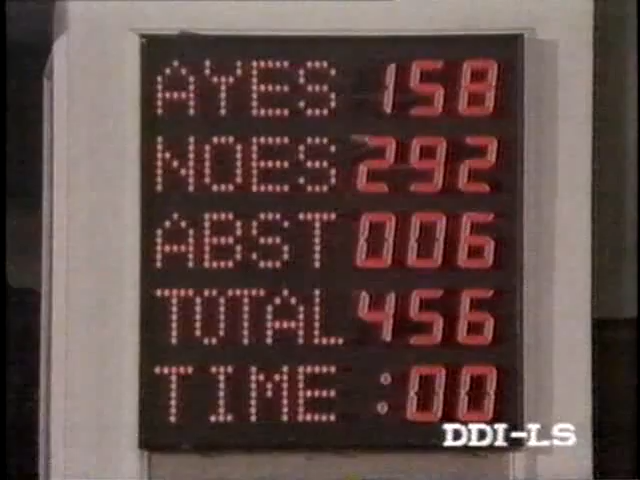 AYES 158
NOES 292
ABST 006
TOTAL 456
TIME :00
DDI-LS